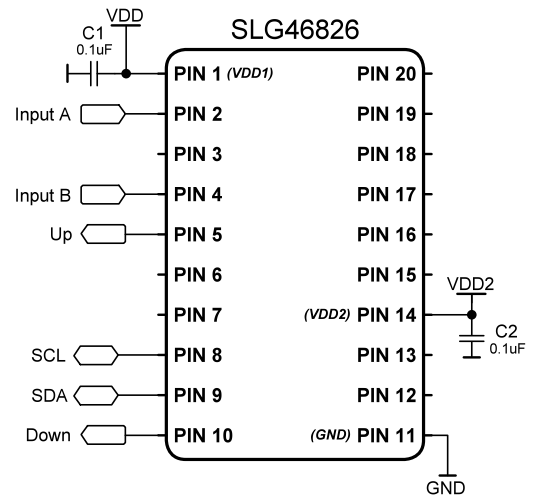 VDD
SLG46826
C1
0.1uF
PIN 1 (VDD1)
PIN 20
Input A
PIN 2
PIN 19
PIN 3
PIN 18
Input B
PIN 4
PIN 17
Up
PIN 5
PIN 16
PIN 6
PIN 15
VDD2
PIN 7
(VDD2) PIN 14
C2
0.1uF
SCL
PIN 8
PIN 13
SDA
PIN 9
PIN 12
Down
PIN 10
(GND) PIN 11
GND